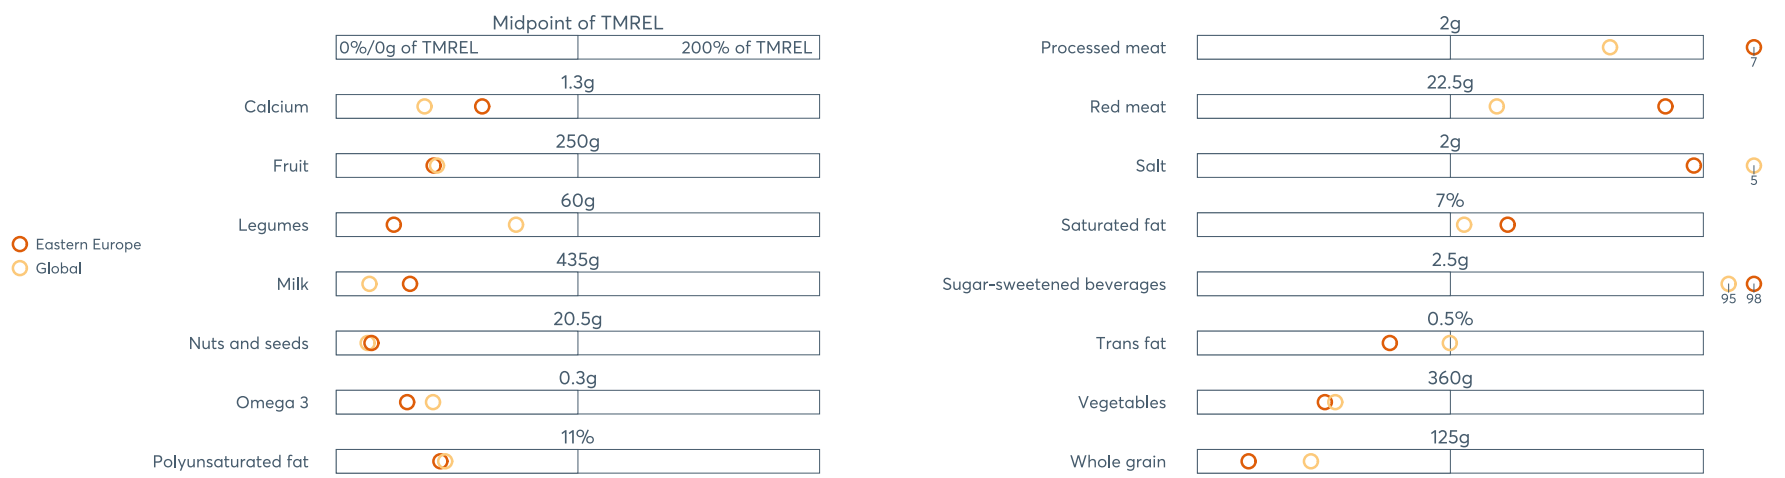 Eastern Europe
Global
Midpoint of TMREL
0%/0g of TMREL 200% of TMREL
1.3g
Calcium
250g
Fruit
60g
Legumes
435g
Milk
20.5g
Nuts and seeds
0.3g
Omega 3
11%
Polyunsaturated fat
2g
Processed meat
7
22.5g
Red meat
2g
Salt
5
7%
Saturated fat
2.5g
Sugar-sweetened beverages
95 98
0.5%
Trans fat
360g
Vegetables
125g
Whole grain